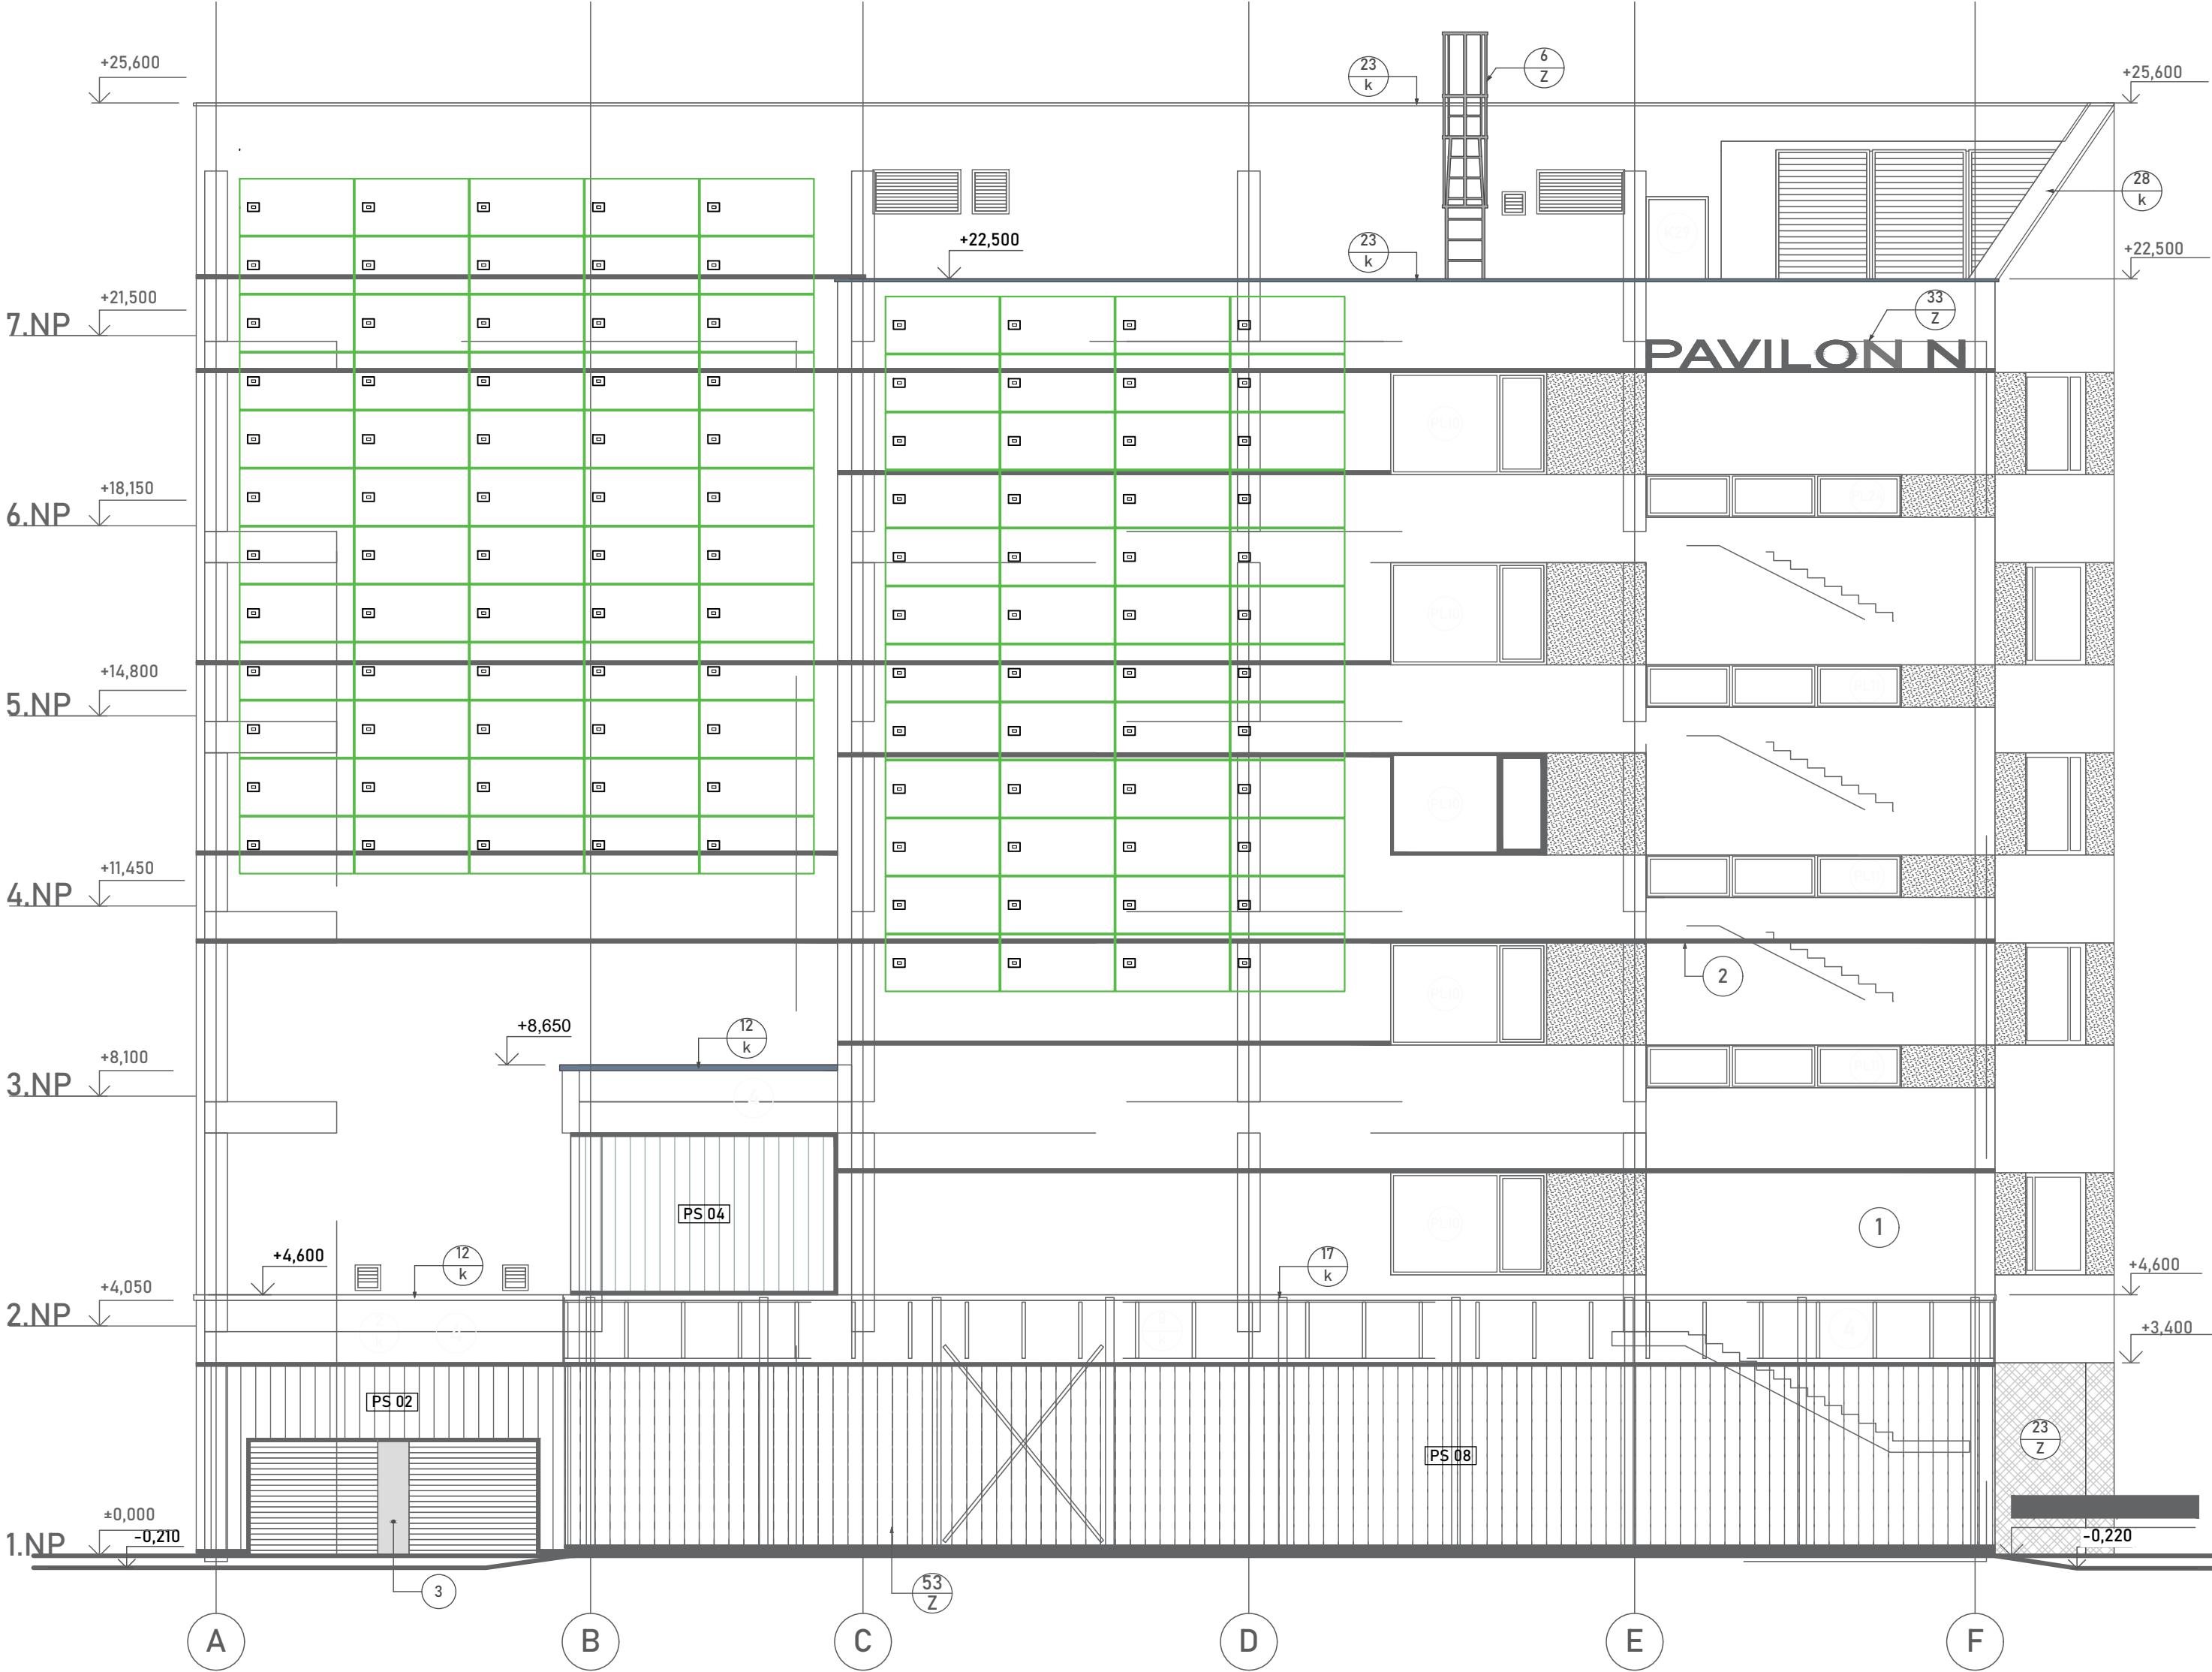 +25,600
23
k
6
Z
+25,600
28
k
+22,500
23
k
+22,500
+21,500
7.NP
33
Z
PAVILON N
+18,150
6.NP
+14,800
5.NP
+11,450
4.NP
2
+8,650
12
k
+8,100
3.NP
PS 04
1
+4,600
12
k
17
k
+4,600
+4,050
2.NP
+3,400
PS 02
23
Z
PS 08
±0,000
1.NP
-0,210
-0,220
3
53
Z
A
B
C
D
E
F